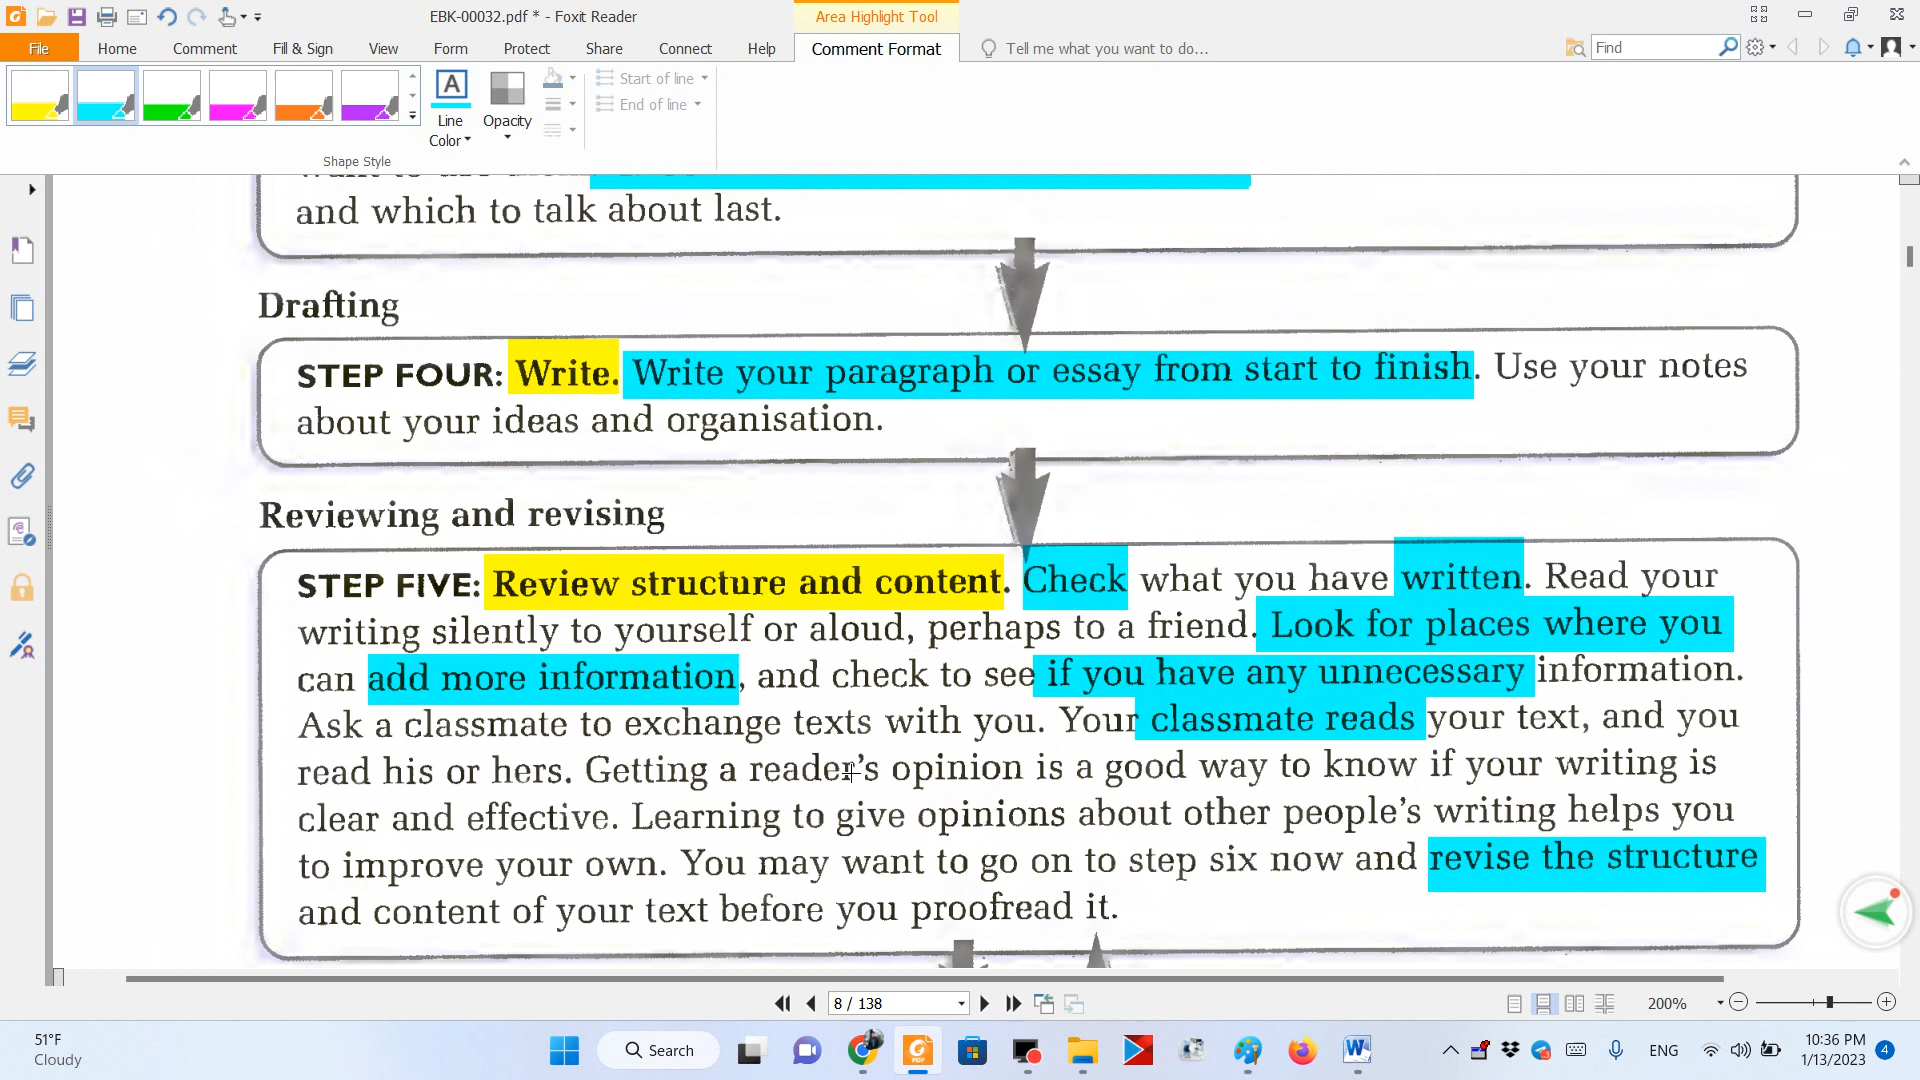 EBK-00032.pdf * - Foxit Reader
Area Highlight Tool
File Home Comment Fill & Sign View Form Protect Share Connect Help Comment Format Tell me what you want to do... Find
Line Color
Opacity
Start of line
End of line
Shape Style
and which to talk about last.
Drafting
STEP FOUR: Write. Write your paragraph or essay from start to finish. Use your notes
about your ideas and organisation.
Reviewing and revising
STEP FIVE: Review structure and content. Check what you have written. Read your
writing silently to yourself or aloud, perhaps to a friend. Look for places where you
can add more information, and check to see if you have any unnecessary information.
Ask a classmate to exchange texts with you. Your classmate reads your text, and you
read his or hers. Getting a reader's opinion is a good way to know if your writing is
clear and effective. Learning to give opinions about other people's writing helps you
to improve your own. You may want to go on to step six now and revise the structure
and content of your text before you proofread it.
8 / 138
200%
51°F
Cloudy
Search
ENG
10:36 PM
1/13/2023
4